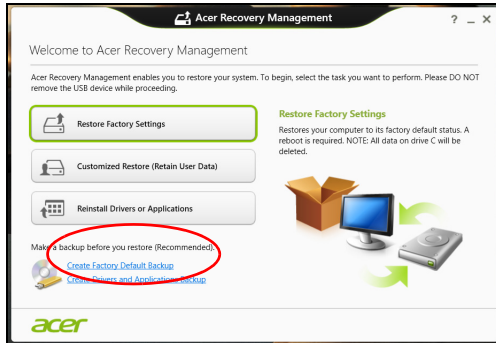 Acer Recovery Management
? _ X
Welcome to Acer Recovery Management
Acer Recovery Management enables you to restore your system. To begin, select the task you want to perform. Please DO NOT
remove the USB device while proceeding.
Restore Factory Settings
Customized Restore (Retain User Data)
Reinstall Drivers or Applications
Restore Factory Settings
Restores your computer to its factory default status. A
reboot is required. NOTE: All data on drive C will be
deleted.
Make a backup before you restore (Recommended).
Create Factory Default Backup
Create Drivers and Applications Backup
acer